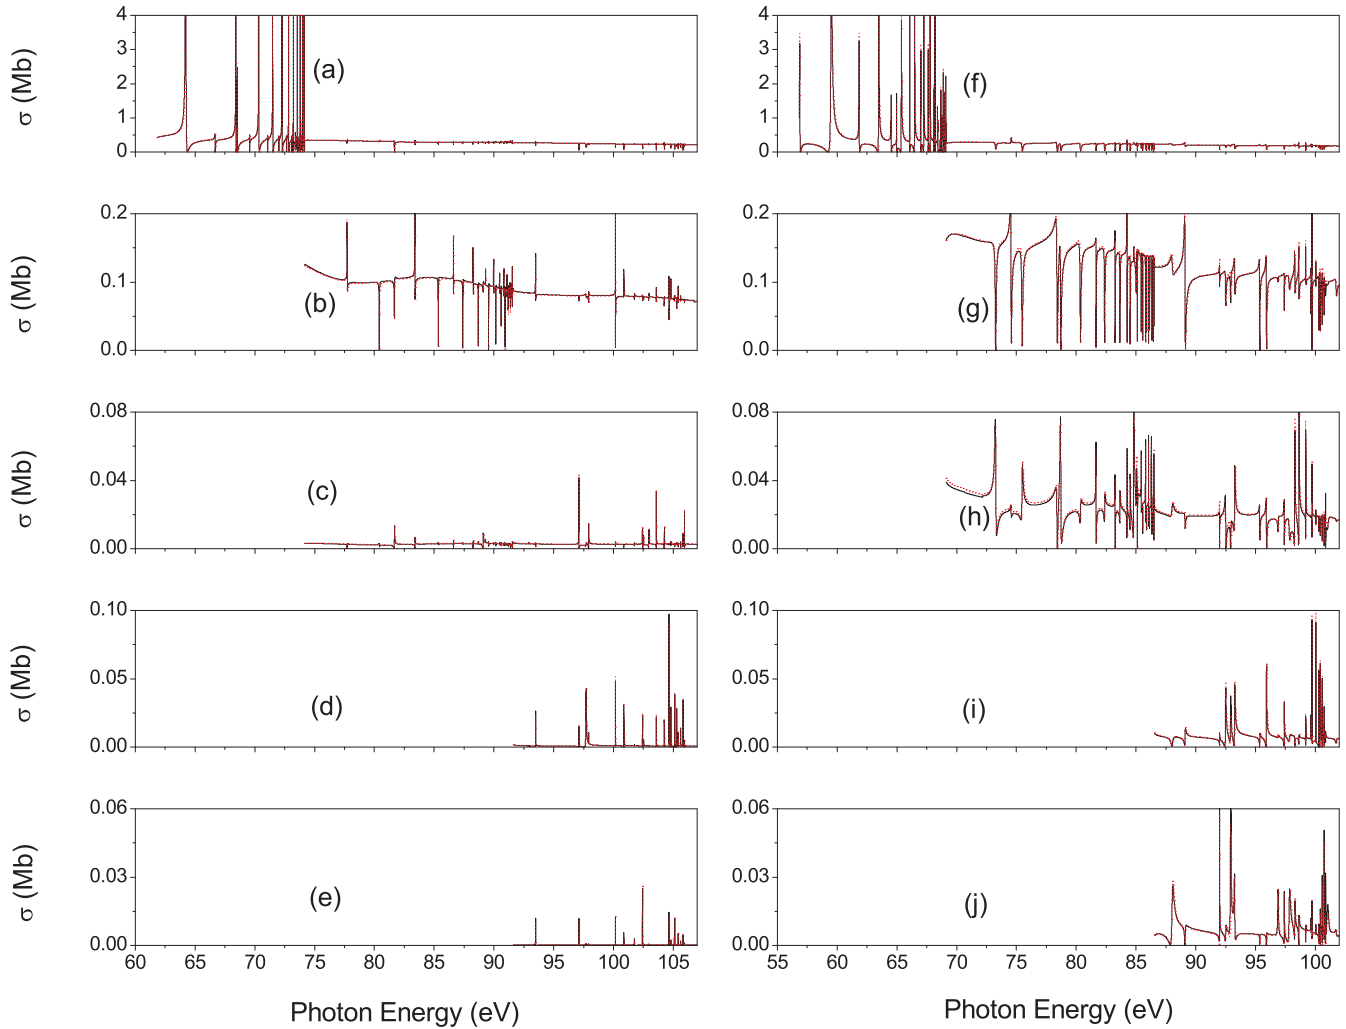 4
3
2
1
0
σ (Mb)
(a)
4
3
2
1
0
(f)
0.2
0.1
0.0
σ (Mb)
(b)
0.2
0.1
0.0
(g)
0.08
0.04
0.00
σ (Mb)
(c)
0.08
0.04
0.00
(h)
0.10
0.05
0.00
σ (Mb)
(d)
0.10
0.05
0.00
(i)
0.06
0.03
0.00
σ (Mb)
(e)
0.06
0.03
0.00
(j)
60 65 70 75 80 85 90 95 100 105
55 60 65 70 75 80 85 90 95 100
Photon Energy (eV)
Photon Energy (eV)